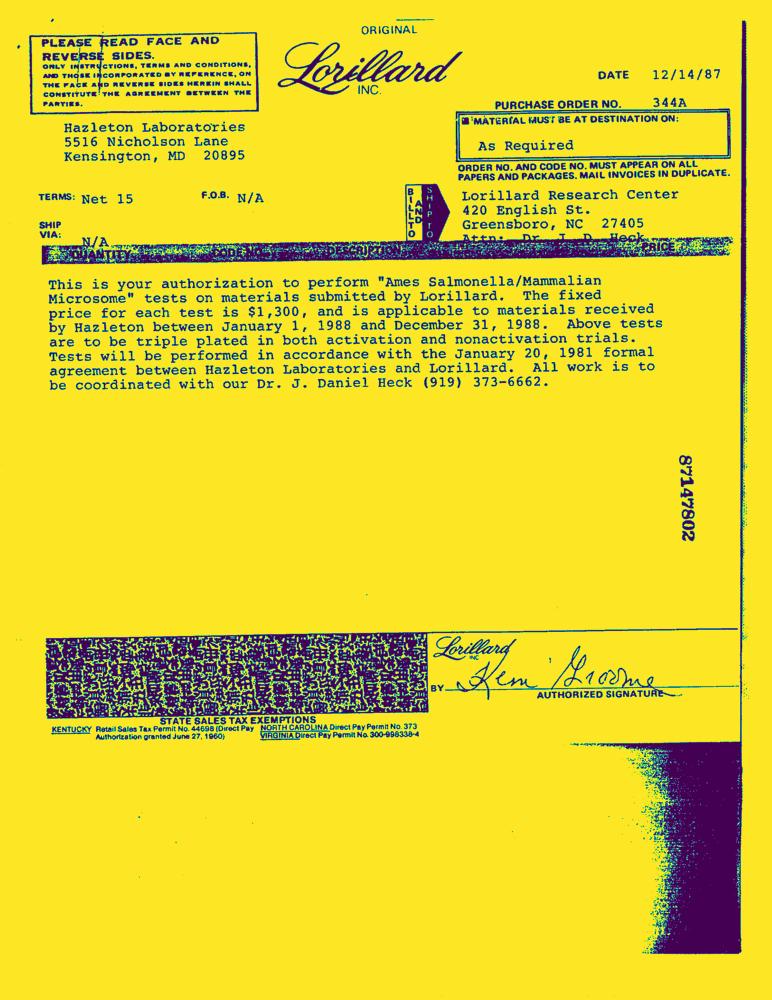 ORIGINAL
PLEASE READ FACE AND
REVERSE SIDES.
ONLY INSTRUCTIONS, TERMS AND CONDITIONS,
AND THOSE INCORPORATED BY REFERENCE, ON
THE FACE AND REVERSE SIDES HEREIN SHALL
CONSTITUTE THE AGREEMENT BETWEEN THE
PARTIES.
Lorillard
INC.
DATE 12/14/87
PURCHASE ORDER NO. 344A
MATERIAL MUST BE AT DESTINATION ON:
As Required
ORDER NO. AND CODE NO. MUST APPEAR ON ALL
PAPERS AND PACKAGES. MAIL INVOICES IN DUPLICATE.
Hazleton Laboratories
5516 Nicholson Lane
Kensington, MD 20895
TERMS: Net 15 F.O.B. N/A
SHIP
VIA: N/A
BILL TO AND SHIP TO
Lorillard Research Center
420 English St.
Greensboro, NC 27405
Attn: Dr. J. D. Heck
QUANTITY CODE NO. DESCRIPTION PRICE
This is your authorization to perform "Ames Salmonella/Mammalian
Microsome" tests on materials submitted by Lorillard. The fixed
price for each test is $1,300, and is applicable to materials received
by Hazleton between January 1, 1988 and December 31, 1988. Above tests
are to be triple plated in both activation and nonactivation trials.
Tests will be performed in accordance with the January 20, 1981 formal
agreement between Hazleton Laboratories and Lorillard. All work is to
be coordinated with our Dr. J. Daniel Heck (919) 373-6662.
87147802
Lorillard
INC
BY Kem Groome
AUTHORIZED SIGNATURE
STATE SALES TAX EXEMPTIONS
KENTUCKY Retail Sales Tax Permit No. 44698 (Direct Pay
Authorization granted June 27, 1960)
NORTH CAROLINA Direct Pay Permit No. 373
VIRGINIA Direct Pay Permit No. 300-998338-4